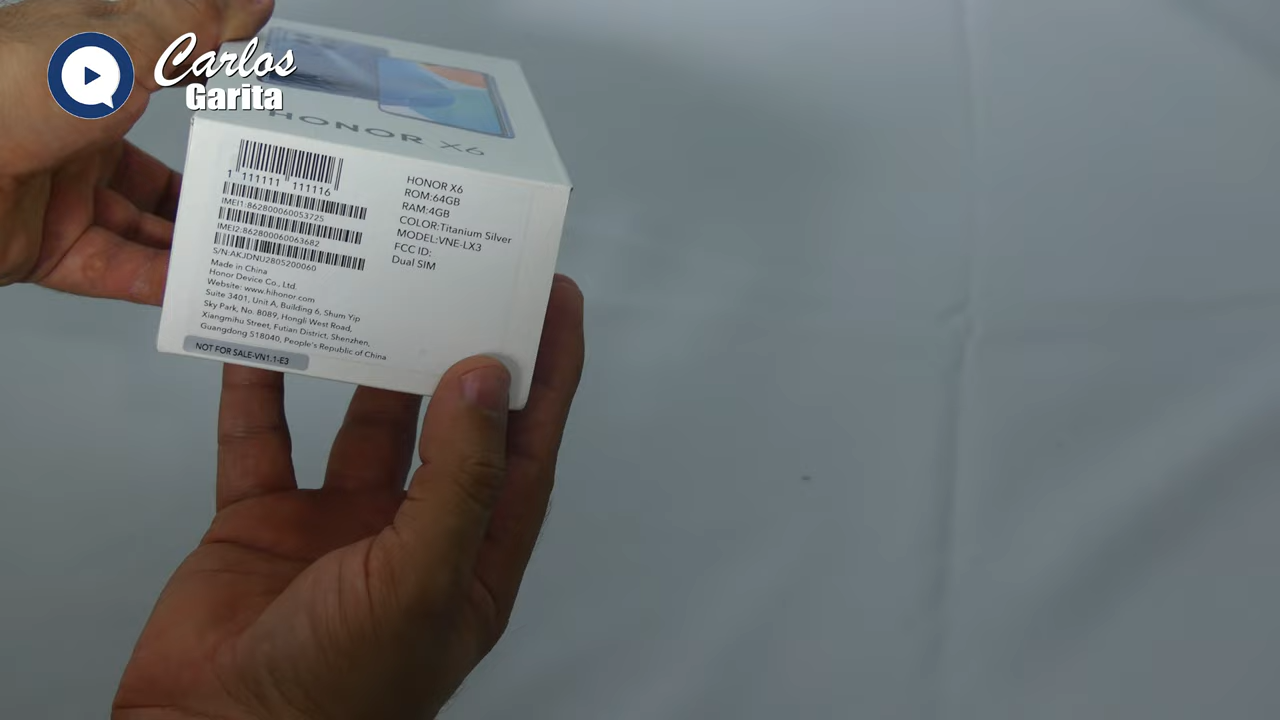 Carlos
Garita
HONOR X6
1 111111 111116
IMEI1:862800060053725
IMEI2:862800060063682
S/N:AKJDNU2805200060
Made in China
Honor Device Co., Ltd.
Website: www.hihonor.com
Suite 3401, Unit A, Building 6, Shum Yip
Sky Park, No. 8089, Hongli West Road,
Xiangmihu Street, Futian District, Shenzhen,
Guangdong 518040, People's Republic of China
NOT FOR SALE-VN1.1-E3
HONOR X6
ROM:64GB
RAM:4GB
COLOR:Titanium Silver
MODEL:VNE-LX3
FCC ID:
Dual SIM